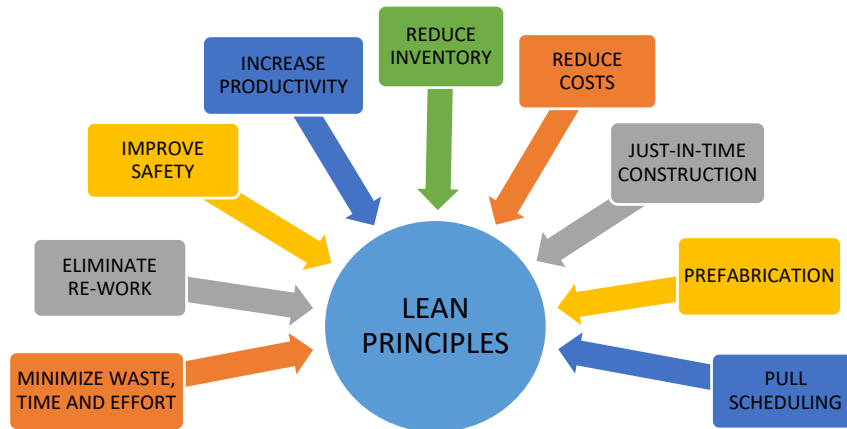 REDUCE
INVENTORY
INCREASE
PRODUCTIVITY
REDUCE
COSTS
IMPROVE
SAFETY
JUST-IN-TIME
CONSTRUCTION
ELIMINATE
RE-WORK
PREFABRICATION
LEAN
PRINCIPLES
MINIMIZE WASTE,
TIME AND EFFORT
PULL
SCHEDULING